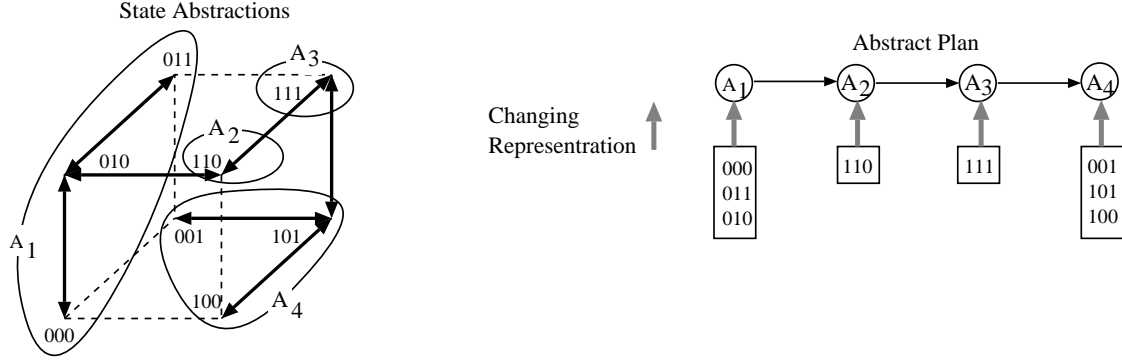 State Abstractions
011
A3
111
A2
010
110
A1
001
101
100
A4
000
Abstract Plan
A1
A2
A3
A4
Changing
Representration
000
011
010
110
111
001
101
100